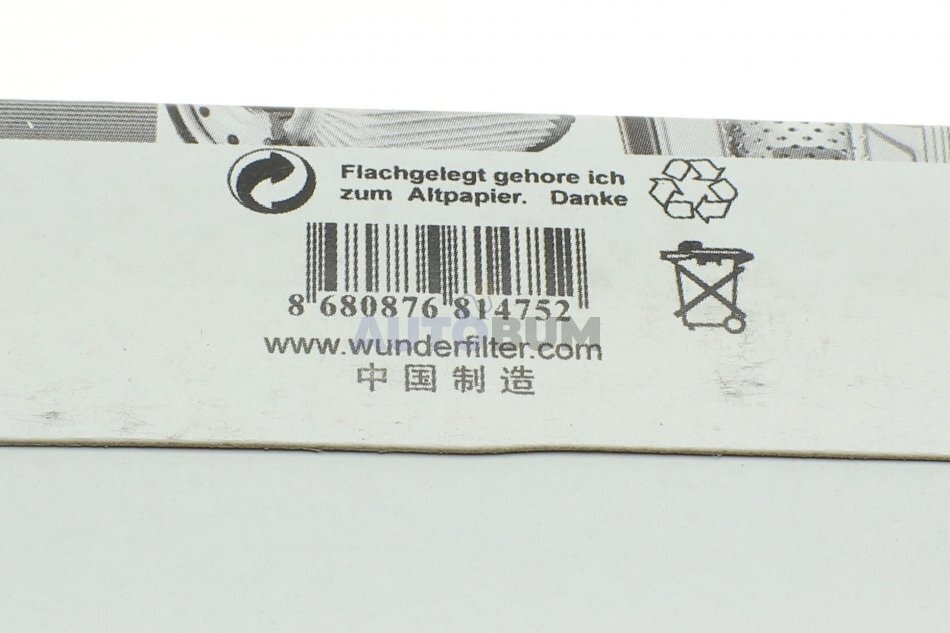 Flachgelegt gehore ich
zum Altpapier. Danke
8 680876 814752
AUTOBUM
www.wunderfilter.com
中国制造